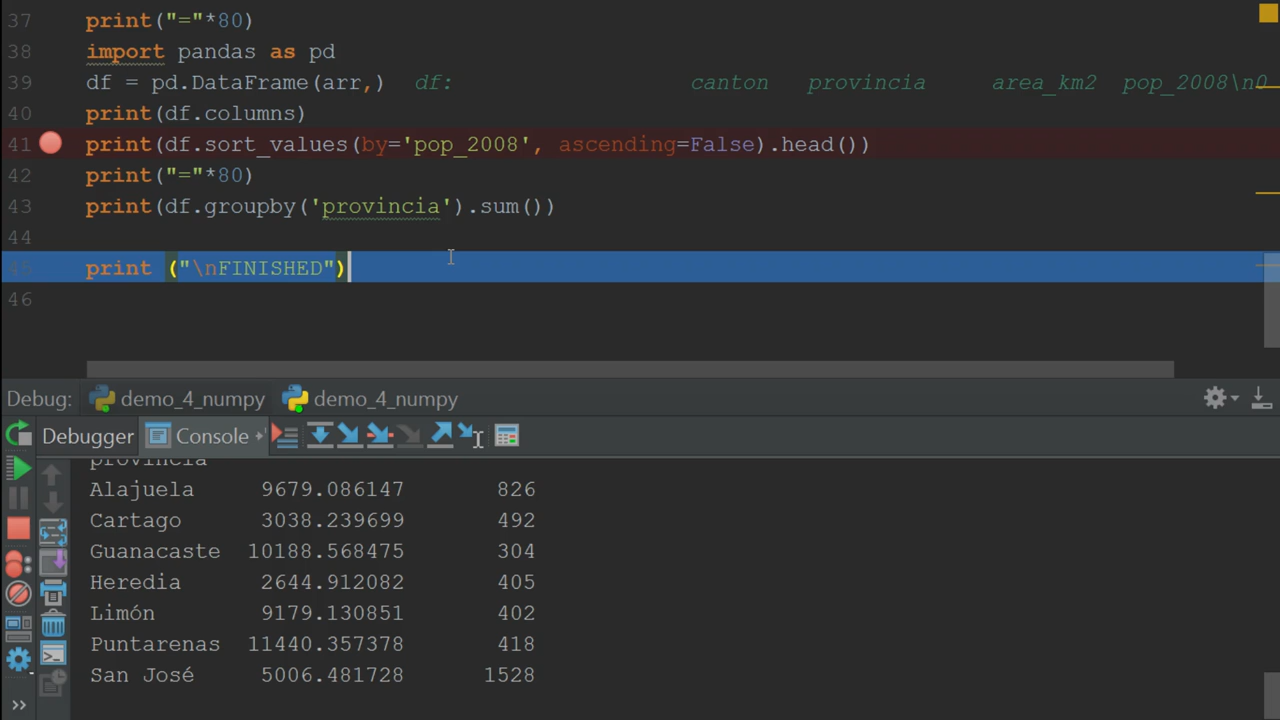 37 print("="*80)
38 import pandas as pd
39 df = pd.DataFrame(arr,) df: canton provincia area_km2 pop_2008\n0
40 print(df.columns)
41 print(df.sort_values(by='pop_2008', ascending=False).head())
42 print("="*80)
43 print(df.groupby('provincia').sum())
44
45 print ("\nFINISHED")
46
Debug: demo_4_numpy demo_4_numpy
Debugger Console
provincia
Alajuela 9679.086147 826
Cartago 3038.239699 492
Guanacaste 10188.568475 304
Heredia 2644.912082 405
Limón 9179.130851 402
Puntarenas 11440.357378 418
San José 5006.481728 1528